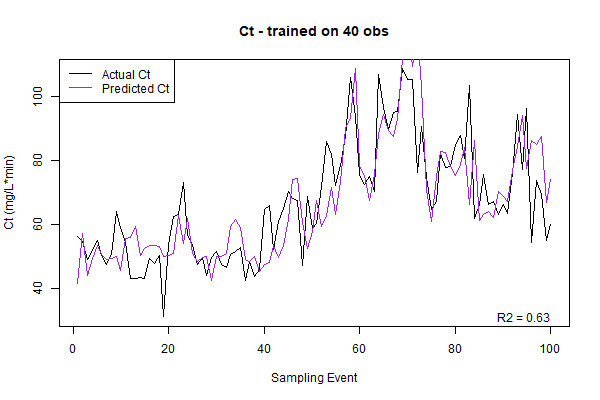 Ct - trained on 40 obs
Actual Ct
Predicted Ct
Ct (mg/L*min)
100
80
60
40
R2 = 0.63
0 20 40 60 80 100
Sampling Event